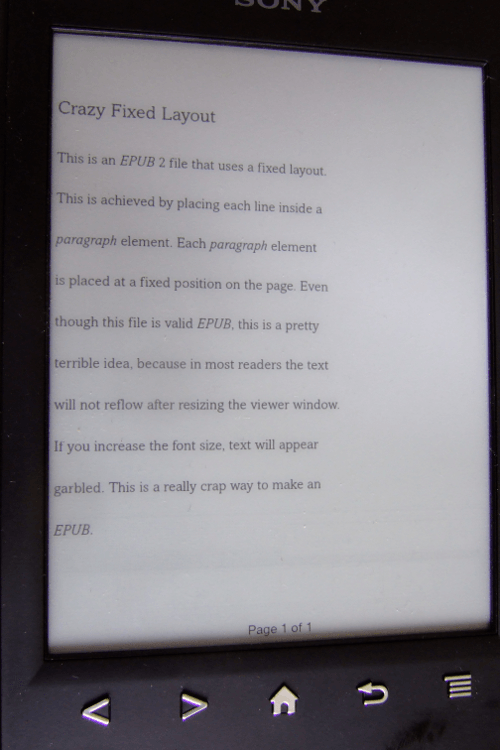 SONY
Crazy Fixed Layout
This is an EPUB 2 file that uses a fixed layout.
This is achieved by placing each line inside a
paragraph element. Each paragraph element
is placed at a fixed position on the page. Even
though this file is valid EPUB, this is a pretty
terrible idea, because in most readers the text
will not reflow after resizing the viewer window.
If you increase the font size, text will appear
garbled. This is a really crap way to make an
EPUB.
Page 1 of 1